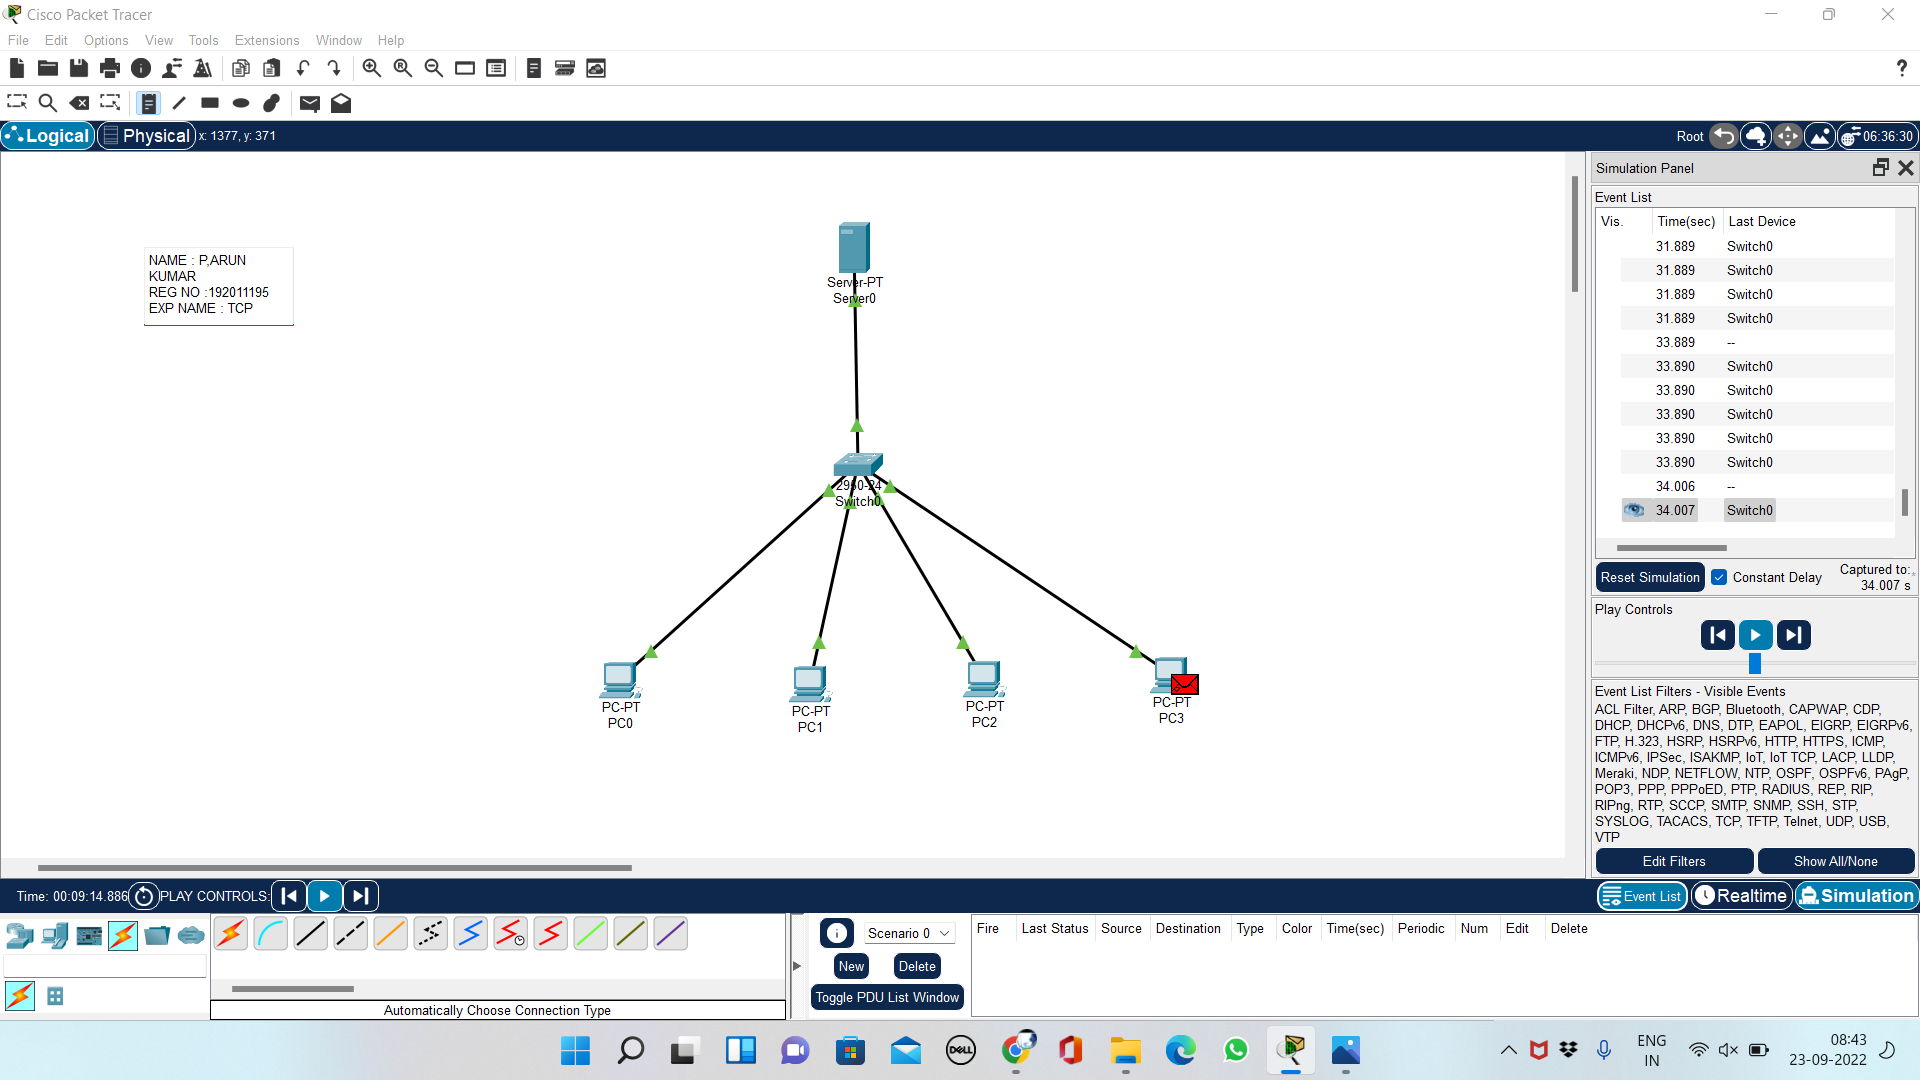 Cisco Packet Tracer
File Edit Options View Tools Extensions Window Help
?
Logical Physical x: 1377, y: 371 Root 06:36:30
NAME : P,ARUN
KUMAR
REG NO :192011195
EXP NAME : TCP
Server-PT
Server0
2950-24
Switch0
PC-PT
PC0
PC-PT
PC1
PC-PT
PC2
PC-PT
PC3
Simulation Panel
Event List
Vis. Time(sec) Last Device
31.889 Switch0
31.889 Switch0
31.889 Switch0
31.889 Switch0
33.889 --
33.890 Switch0
33.890 Switch0
33.890 Switch0
33.890 Switch0
33.890 Switch0
34.006 --
34.007 Switch0
Reset Simulation Constant Delay Captured to:
34.007 s
Play Controls
Event List Filters - Visible Events
ACL Filter, ARP, BGP, Bluetooth, CAPWAP, CDP,
DHCP, DHCPv6, DNS, DTP, EAPOL, EIGRP, EIGRPv6,
FTP, H.323, HSRP, HSRPv6, HTTP, HTTPS, ICMP,
ICMPv6, IPSec, ISAKMP, IoT, IoT TCP, LACP, LLDP,
Meraki, NDP, NETFLOW, NTP, OSPF, OSPFv6, PAgP,
POP3, PPP, PPPoED, PTP, RADIUS, REP, RIP,
RIPng, RTP, SCCP, SMTP, SNMP, SSH, STP,
SYSLOG, TACACS, TCP, TFTP, Telnet, UDP, USB,
VTP
Edit Filters Show All/None
Time: 00:09:14.886 PLAY CONTROLS: Event List Realtime Simulation
Scenario 0
New Delete
Toggle PDU List Window
Fire Last Status Source Destination Type Color Time(sec) Periodic Num Edit Delete
Automatically Choose Connection Type
DELL
ENG
IN
08:43
23-09-2022